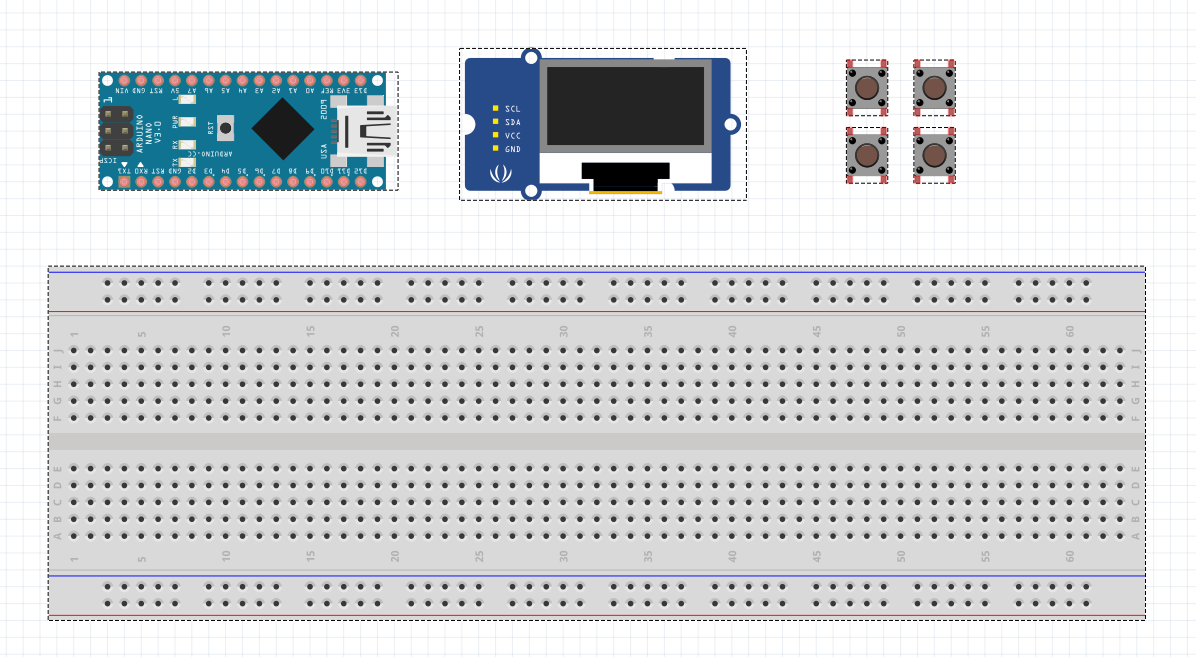 VIN GND RST 5V A7 A6 A5 A4 A3 A2 A1 A0 REF 3V3 D13
1
L
ARDUINO
NANO
V3.0
PWR
RST
RX
TX
ARDUINO.CC
2009
USA
ICSP
TX1 RX0 RST GND D2 D3 D4 D5 D6 D7 D8 D9 D10 D11 D12
SCL
SDA
VCC
GND
1 5 10 15 20 25 30 35 40 45 50 55 60
J J
I I
H H
G G
F F
E E
D D
C C
B B
A A
1 5 10 15 20 25 30 35 40 45 50 55 60